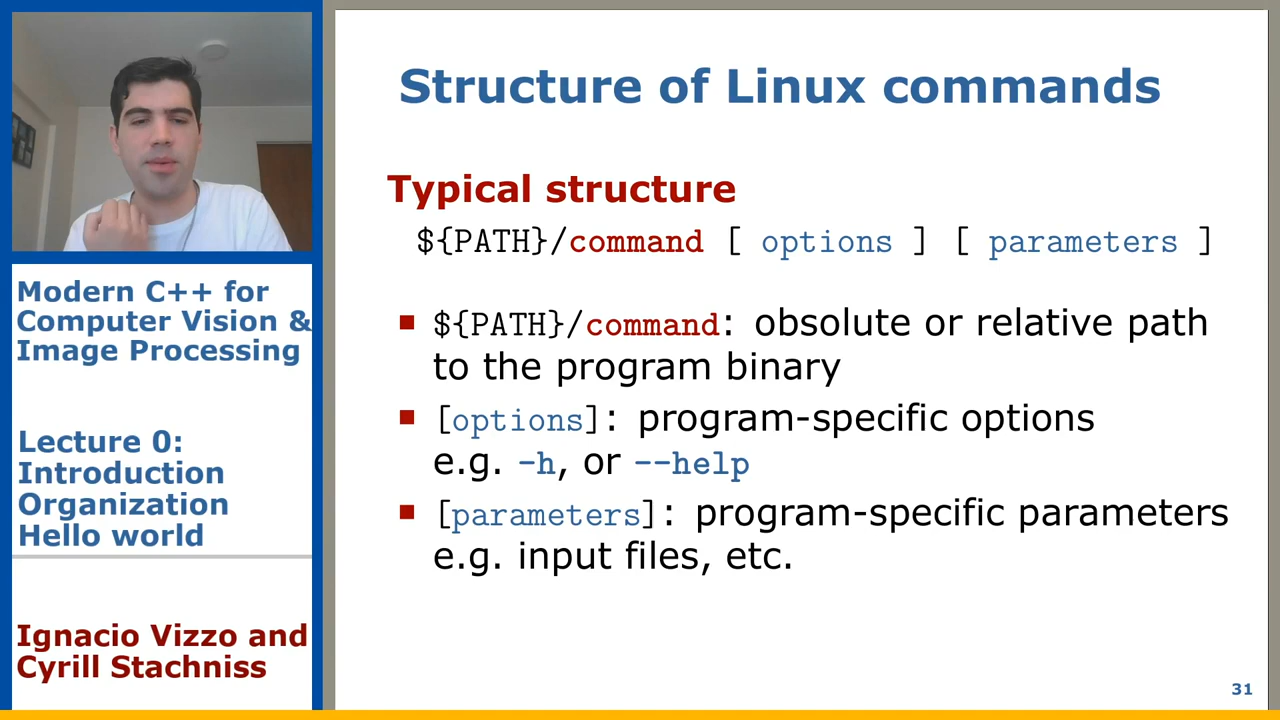 Modern C++ for
Computer Vision &
Image Processing
Lecture 0:
Introduction
Organization
Hello world
Ignacio Vizzo and
Cyrill Stachniss
Structure of Linux commands
Typical structure
${PATH}/command [ options ] [ parameters ]
▪ ${PATH}/command: obsolute or relative path
to the program binary
▪ [options]: program-specific options
e.g. -h, or --help
▪ [parameters]: program-specific parameters
e.g. input files, etc.
31